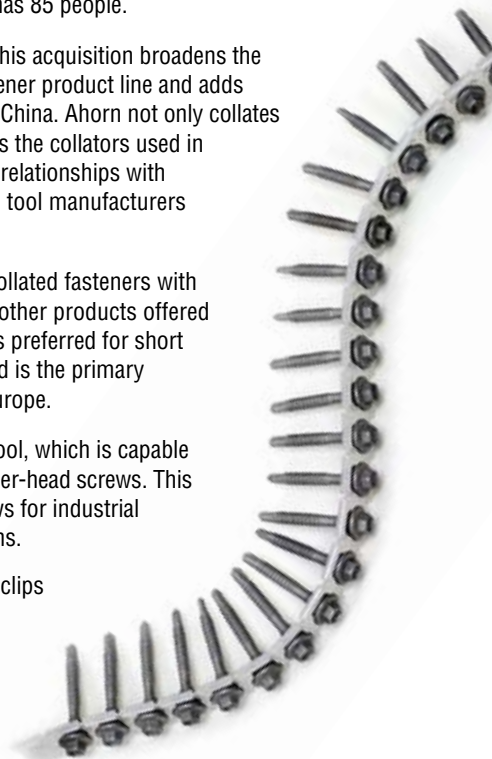 has 85 people.
his acquisition broadens the
ener product line and adds
China. Ahorn not only collates
s the collators used in
relationships with
tool manufacturers
ollated fasteners with
other products offered
s preferred for short
d is the primary
urope.
ool, which is capable
er-head screws. This
ws for industrial
ns.
clips